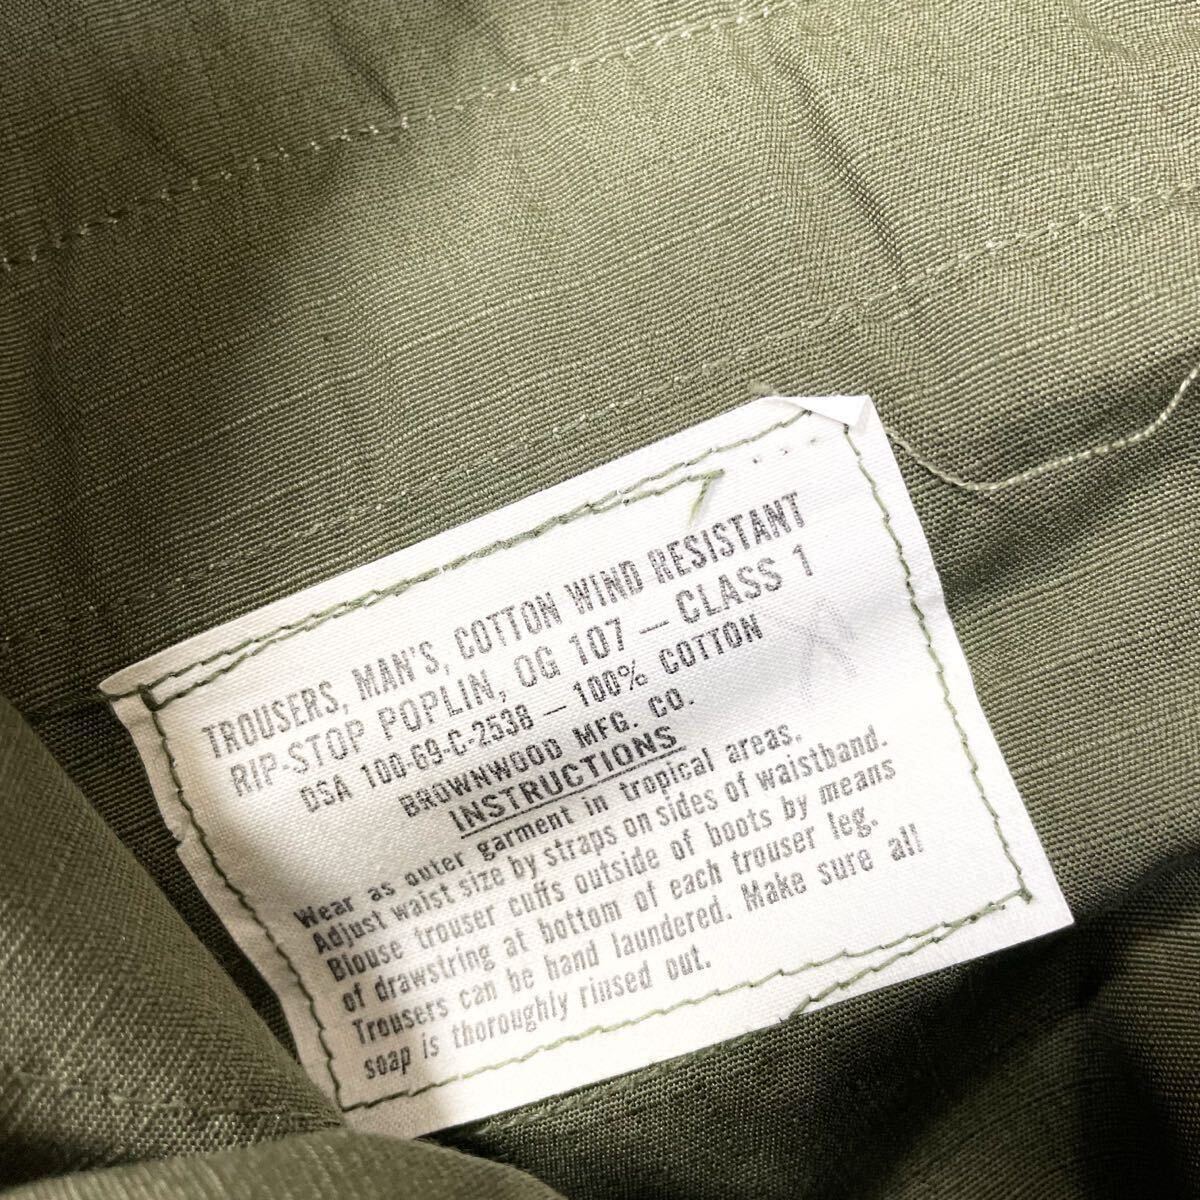 TROUSERS, MAN'S, COTTON WIND RESISTANT
RIP-STOP POPLIN, OG 107 — CLASS 1
DSA 100-69-C-2538 — 100% COTTON
BROWNWOOD MFG. CO.
INSTRUCTIONS
Wear as outer garment in tropical areas.
Adjust waist size by straps on sides of waistband.
Blouse trouser cuffs outside of boots by means
of drawstring at bottom of each trouser leg.
Trousers can be hand laundered. Make sure all
soap is thoroughly rinsed out.